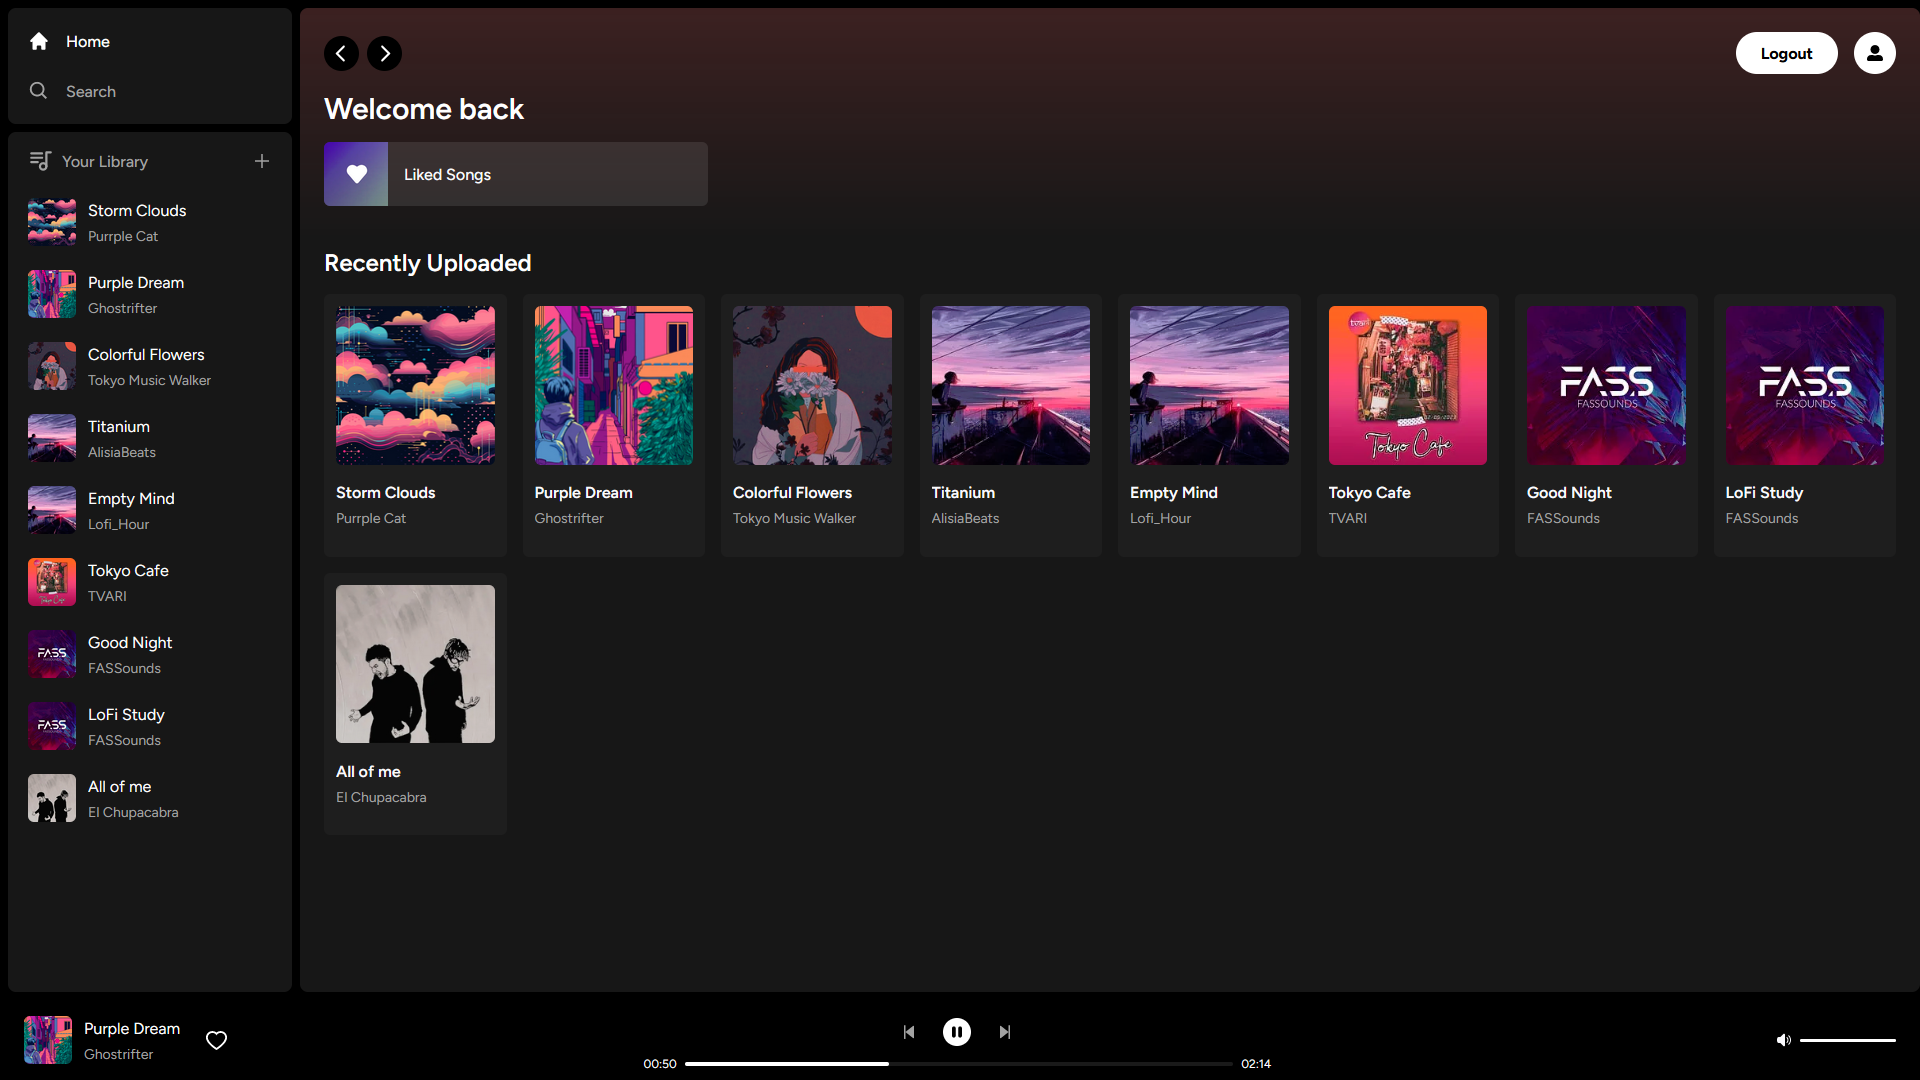 Home
Search
Your Library
Storm Clouds
Purrple Cat
Purple Dream
Ghostrifter
Colorful Flowers
Tokyo Music Walker
Titanium
AlisiaBeats
Empty Mind
Lofi_Hour
Tokyo Cafe
TVARI
Good Night
FASSounds
LoFi Study
FASSounds
All of me
El Chupacabra
Logout
Welcome back
Liked Songs
Recently Uploaded
Storm Clouds
Purrple Cat
Purple Dream
Ghostrifter
Colorful Flowers
Tokyo Music Walker
Titanium
AlisiaBeats
Empty Mind
Lofi_Hour
tvari
Tokyo Cafe
Tokyo Cafe
TVARI
FASS
FASSOUNDS
Good Night
FASSounds
FASS
FASSOUNDS
LoFi Study
FASSounds
All of me
El Chupacabra
Purple Dream
Ghostrifter
00:50
02:14